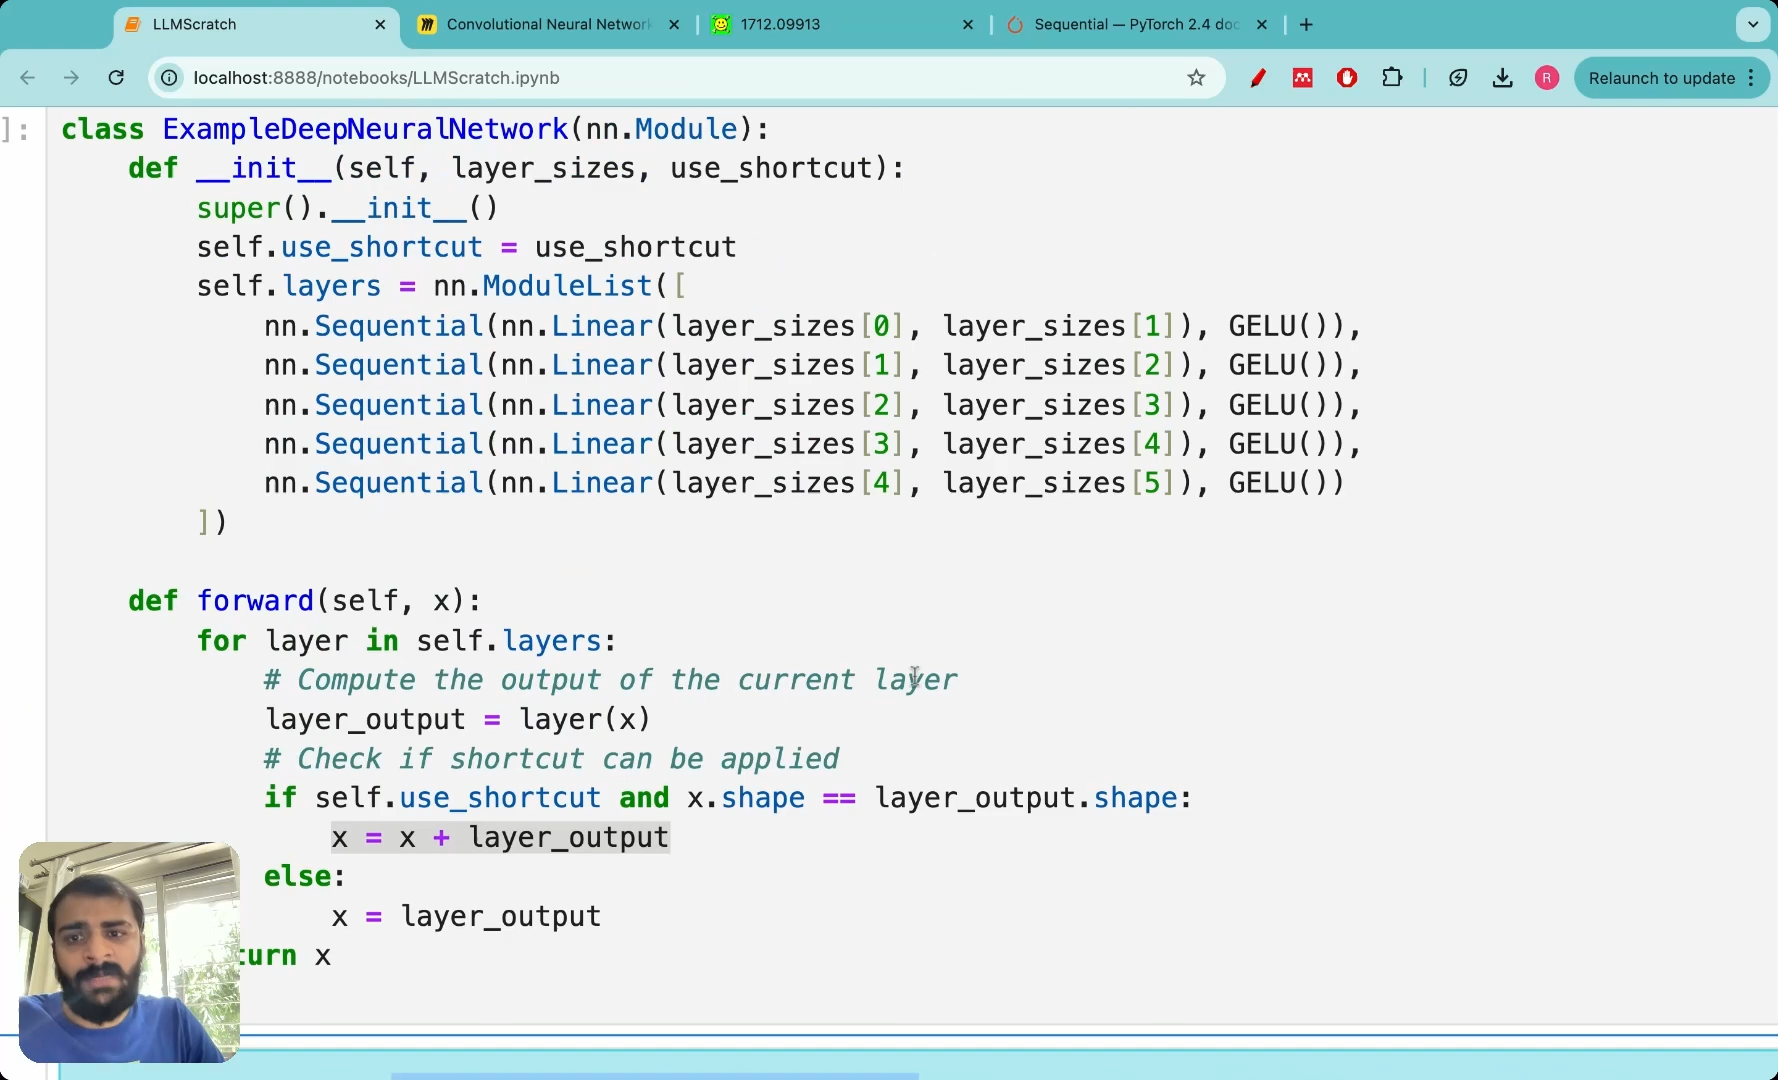 LLMScratch
Convolutional Neural Network
1712.09913
Sequential — PyTorch 2.4 doc
localhost:8888/notebooks/LLMScratch.ipynb
R
Relaunch to update
]:
class ExampleDeepNeuralNetwork(nn.Module):
    def __init__(self, layer_sizes, use_shortcut):
        super().__init__()
        self.use_shortcut = use_shortcut
        self.layers = nn.ModuleList([
            nn.Sequential(nn.Linear(layer_sizes[0], layer_sizes[1]), GELU()),
            nn.Sequential(nn.Linear(layer_sizes[1], layer_sizes[2]), GELU()),
            nn.Sequential(nn.Linear(layer_sizes[2], layer_sizes[3]), GELU()),
            nn.Sequential(nn.Linear(layer_sizes[3], layer_sizes[4]), GELU()),
            nn.Sequential(nn.Linear(layer_sizes[4], layer_sizes[5]), GELU())
        ])
    def forward(self, x):
        for layer in self.layers:
            # Compute the output of the current layer
            layer_output = layer(x)
            # Check if shortcut can be applied
            if self.use_shortcut and x.shape == layer_output.shape:
                x = x + layer_output
            else:
                x = layer_output
        turn x